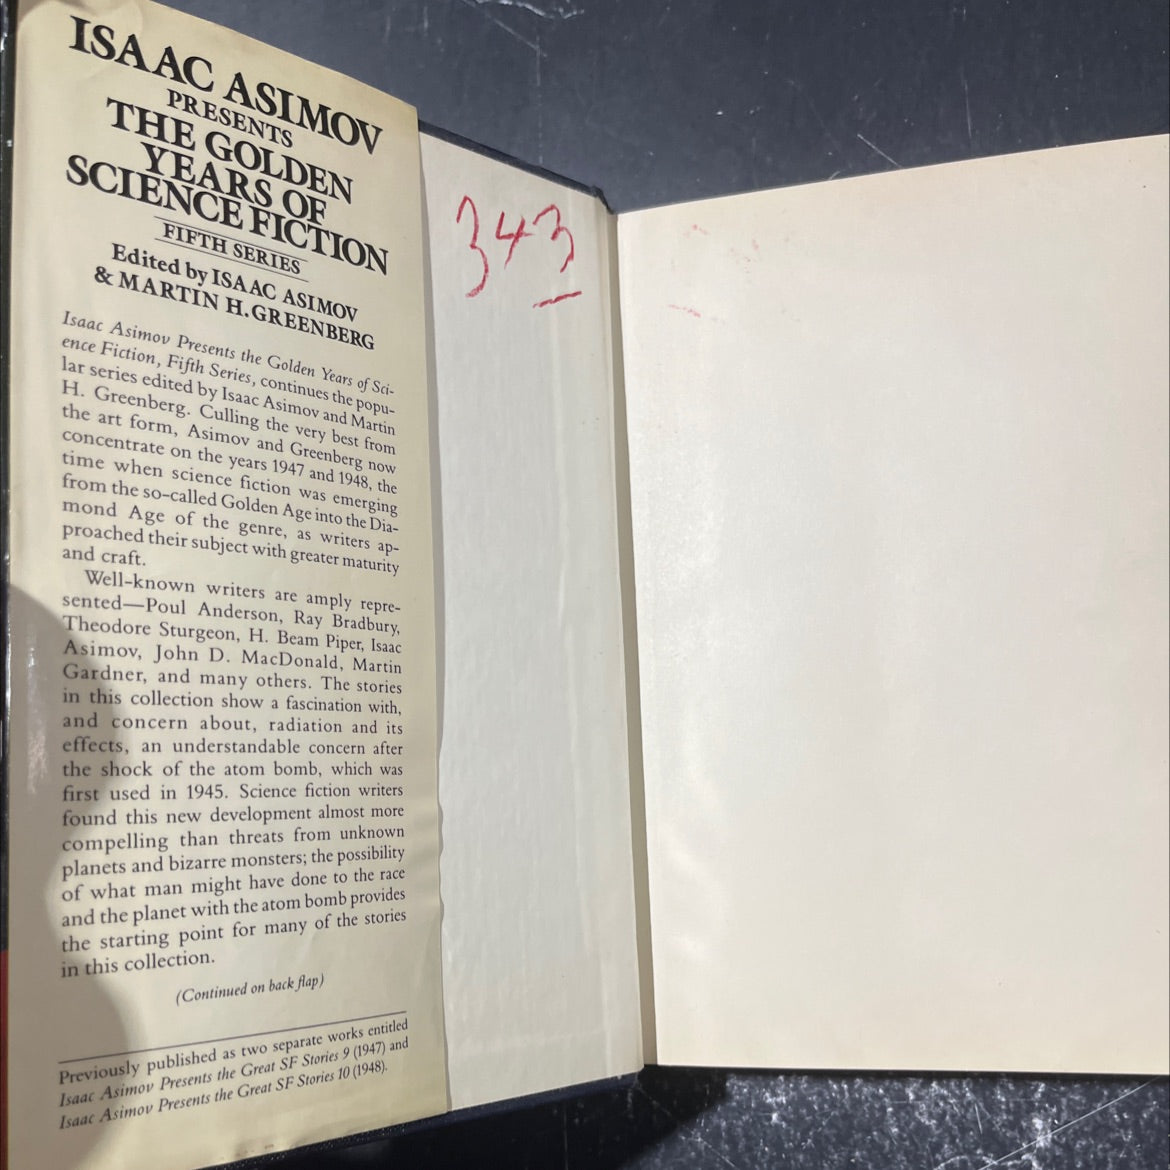 ISAAC ASIMOV
PRESENTS
THE GOLDEN
YEARS OF
SCIENCE FICTION
FIFTH SERIES
Edited by ISAAC ASIMOV
& MARTIN H. GREENBERG
Isaac Asimov Presents the Golden Years of Sci-
ence Fiction, Fifth Series, continues the popu-
lar series edited by Isaac Asimov and Martin
H. Greenberg. Culling the very best from
the art form, Asimov and Greenberg now
concentrate on the years 1947 and 1948, the
time when science fiction was emerging
from the so-called Golden Age into the Dia-
mond Age of the genre, as writers ap-
proached their subject with greater maturity
and craft.
Well-known writers are amply repre-
sented—Poul Anderson, Ray Bradbury,
Theodore Sturgeon, H. Beam Piper, Isaac
Asimov, John D. MacDonald, Martin
Gardner, and many others. The stories
in this collection show a fascination with,
and concern about, radiation and its
effects, an understandable concern after
the shock of the atom bomb, which was
first used in 1945. Science fiction writers
found this new development almost more
compelling than threats from unknown
planets and bizarre monsters; the possibility
of what man might have done to the race
and the planet with the atom bomb provides
the starting point for many of the stories
in this collection.
(Continued on back flap)
Previously published as two separate works entitled
Isaac Asimov Presents the Great SF Stories 9 (1947) and
Isaac Asimov Presents the Great SF Stories 10 (1948).
343